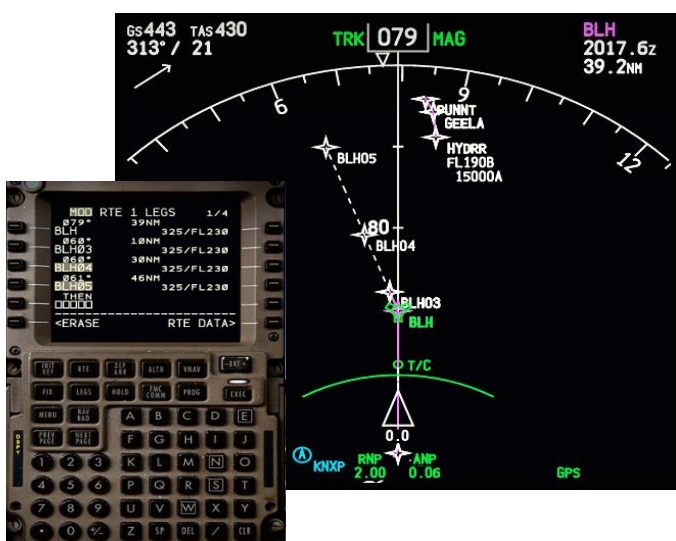 GS443 TAS430
313°/ 21
TRK 079 MAG
BLH
2017.6Z
39.2NM
6
9
12
PUNNT
GEELA
HYDRR
FL190B
15000A
BLH05
80
BLH04
BLH03
BLH
T/C
0.0
A KNXP
RNP ANP
2.00 0.06
GPS
MOD RTE 1 LEGS 1/4
079° 39NM
BLH 325/FL230
060° 10NM
BLH03 325/FL230
060° 30NM
BLH04 325/FL230
061° 46NM
BLH05 325/FL230
THEN
□□□□□
<ERASE RTE DATA>
INIT REF RTE DEP ARR ALTN VNAV - BRT +
FIX LEGS HOLD FMC COMM PROG EXEC
MENU NAV RAD A B C D E
PREV PAGE NEXT PAGE F G H I J
DSPY
1 2 3 K L M N O
4 5 6 P Q R S T
7 8 9 U V W X Y
. 0 +/- Z SP DEL / CLR